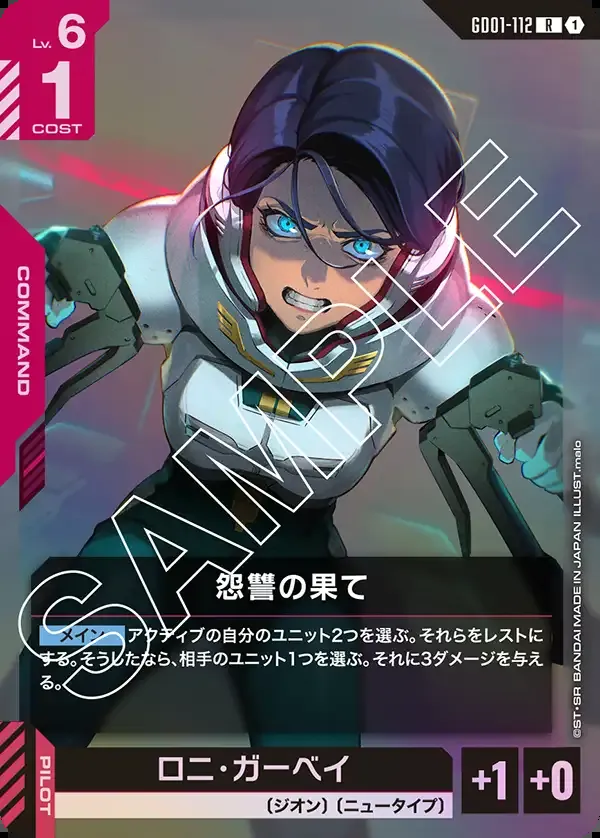 Lv. 6
1
COST
GD01-112 R 1
COMMAND
SAMPLE
怨讐の果て
メイン アクティブの自分のユニット2つを選ぶ。それらをレストに
する。そうしたなら、相手のユニット1つを選ぶ。それに3ダメージを与え
る。
©ST・SR BANDAI MADE IN JAPAN ILLUST.malo
PILOT
ロニ・ガーベイ
〔ジオン〕〔ニュータイプ〕
+1 +0